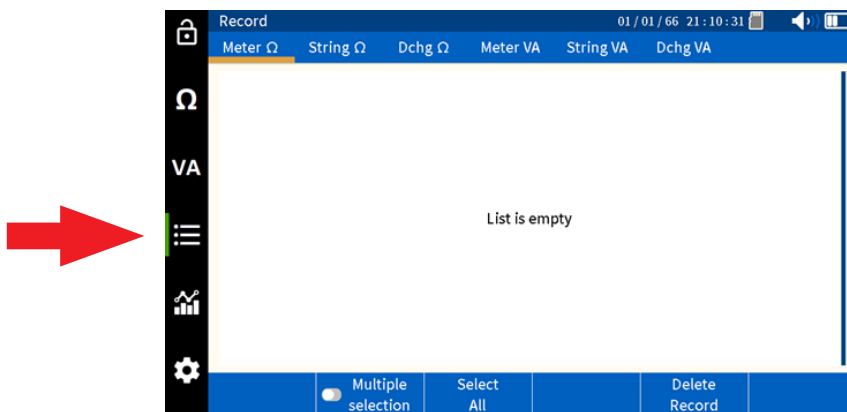 Record 01/01/66 21:10:31
Meter Ω String Ω Dchg Ω Meter VA String VA Dchg VA
Ω
VA
List is empty
Multiple selection
Select All
Delete Record